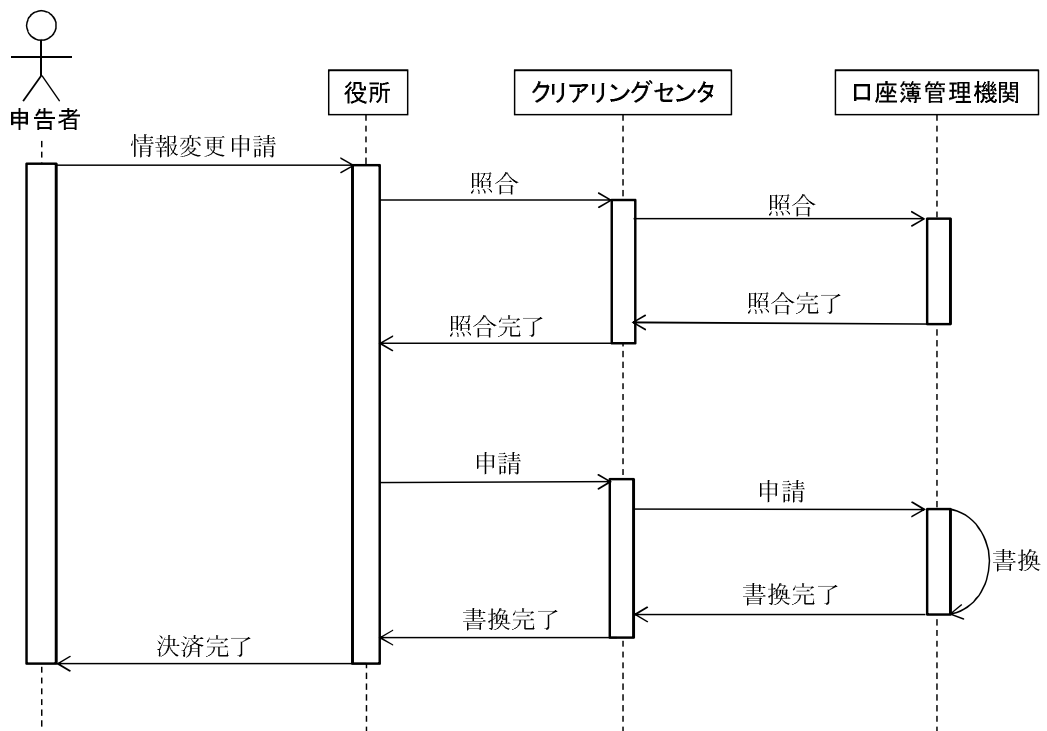 申告者
役所
クリアリングセンタ
口座簿管理機関
情報変更申請
照合
照合
照合完了
照合完了
申請
申請
書換
書換完了
書換完了
決済完了